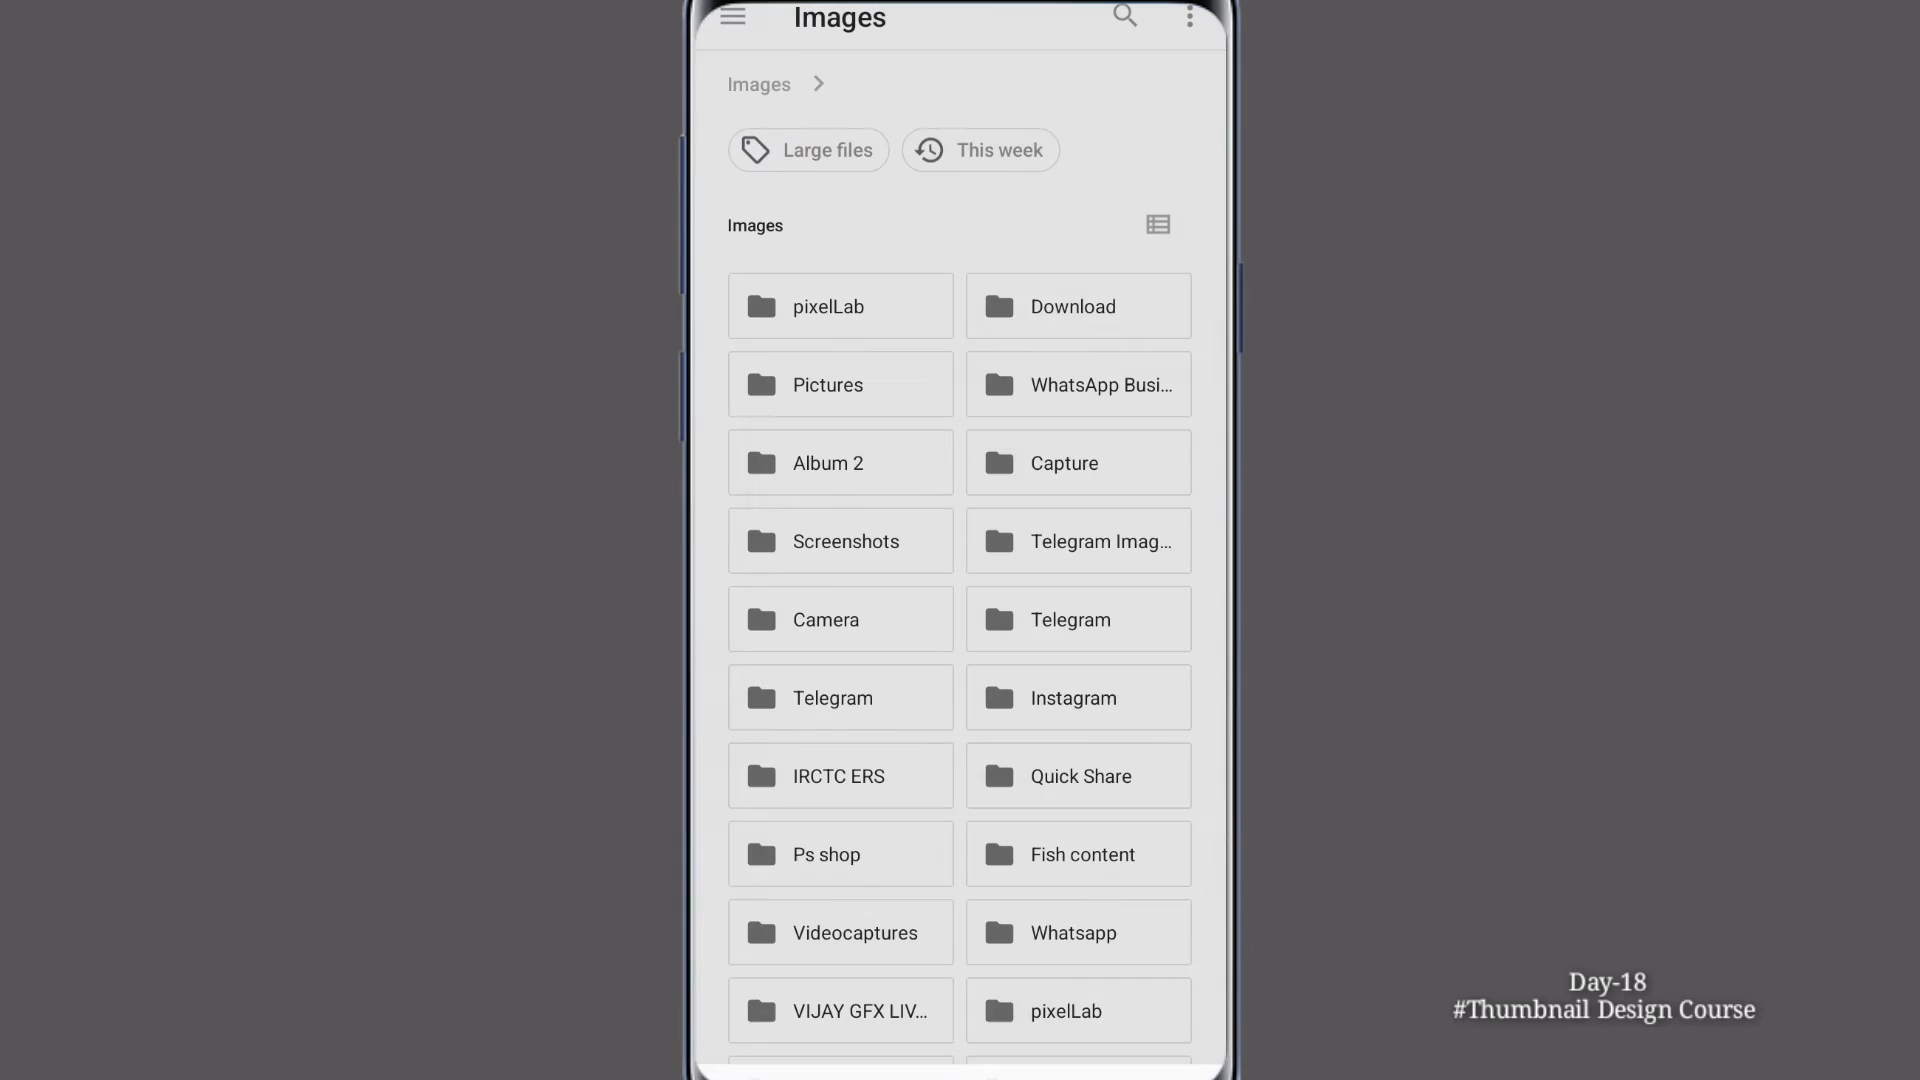 Images
Images
Large files
This week
Images
pixelLab
Download
Pictures
WhatsApp Busi...
Album 2
Capture
Screenshots
Telegram Imag...
Camera
Telegram
Telegram
Instagram
IRCTC ERS
Quick Share
Ps shop
Fish content
Videocaptures
Whatsapp
VIJAY GFX LIV...
pixelLab
Day-18
#Thumbnail Design Course